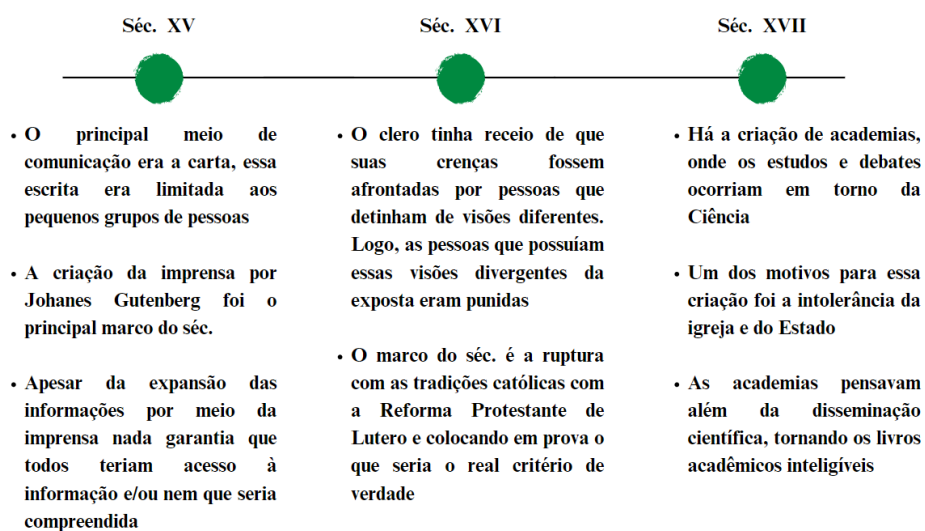 Séc. XV
• O principal meio de
comunicação era a carta, essa
escrita era limitada aos
pequenos grupos de pessoas
• A criação da imprensa por
Johanes Gutenberg foi o
principal marco do séc.
• Apesar da expansão das
informações por meio da
imprensa nada garantia que
todos teriam acesso à
informação e/ou nem que seria
compreendida
Séc. XVI
• O clero tinha receio de que
suas crenças fossem
afrontadas por pessoas que
detinham de visões diferentes.
Logo, as pessoas que possuíam
essas visões divergentes da
exposta eram punidas
• O marco do séc. é a ruptura
com as tradições católicas com
a Reforma Protestante de
Lutero e colocando em prova o
que seria o real critério de
verdade
Séc. XVII
• Há a criação de academias,
onde os estudos e debates
ocorriam em torno da
Ciência
• Um dos motivos para essa
criação foi a intolerância da
igreja e do Estado
• As academias pensavam
além da disseminação
científica, tornando os livros
acadêmicos inteligíveis